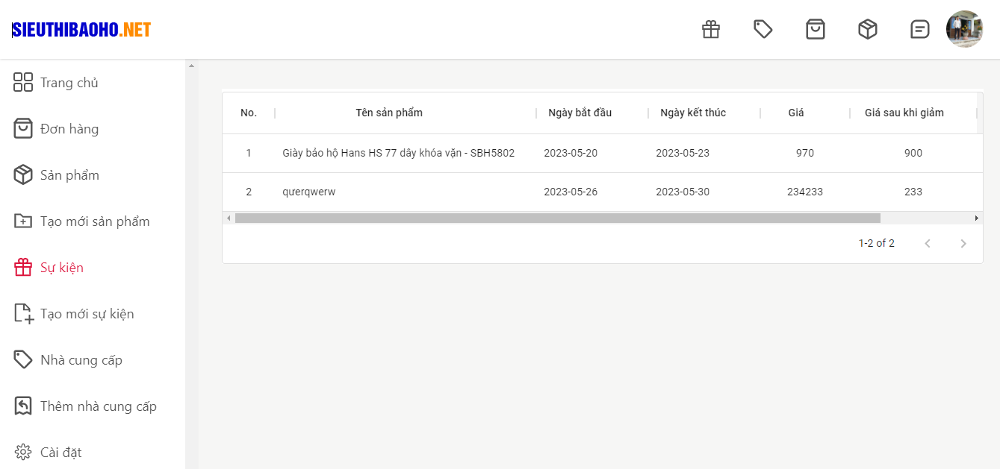 SIEUTHIBAOHO.NET
Trang chủ
Đơn hàng
Sản phẩm
Tạo mới sản phẩm
Sự kiện
Tạo mới sự kiện
Nhà cung cấp
Thêm nhà cung cấp
Cài đặt
No. Tên sản phẩm Ngày bắt đầu Ngày kết thúc Giá Giá sau khi giảm
1 Giày bảo hộ Hans HS 77 dây khóa vặn - SBH5802 2023-05-20 2023-05-23 970 900
2 qưerqwerw 2023-05-26 2023-05-30 234233 233
1-2 of 2